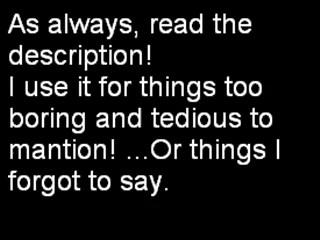 As always, read the
description!
I use it for things too
boring and tedious to
mantion! ...Or things I
forgot to say.